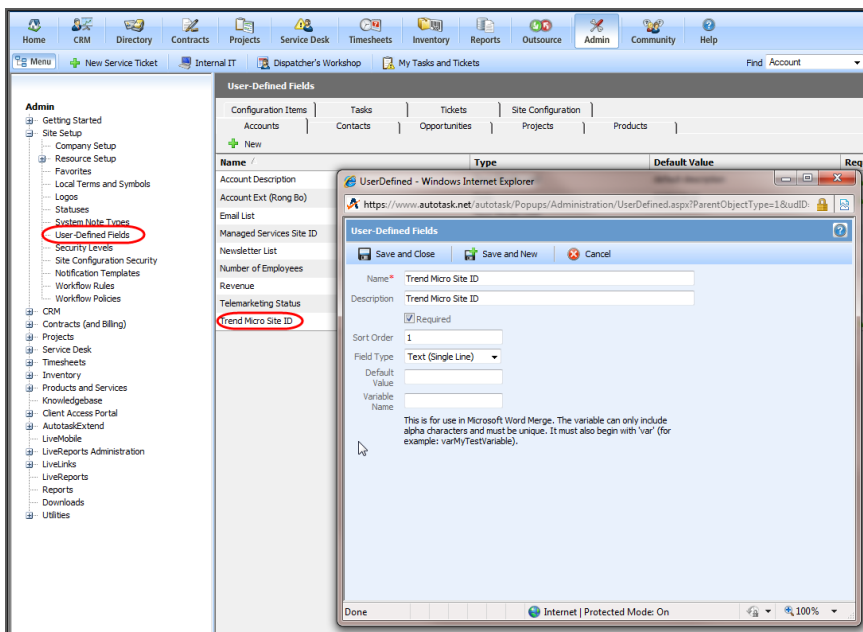 Home CRM Directory Contracts Projects Service Desk Timesheets Inventory Reports Outsource Admin Community Help
Menu New Service Ticket Internal IT Dispatcher's Workshop My Tasks and Tickets Find Account
User-Defined Fields
Admin
Getting Started
Site Setup
Company Setup
Resource Setup
Favorites
Local Terms and Symbols
Logos
Statuses
System Note Types
User-Defined Fields
Security Levels
Site Configuration Security
Notification Templates
Workflow Rules
Workflow Policies
CRM
Contracts (and Billing)
Projects
Service Desk
Timesheets
Inventory
Products and Services
Knowledgebase
Client Access Portal
AutotaskExtend
LiveMobile
LiveReports Administration
LiveLinks
LiveReports
Reports
Downloads
Utilities
Configuration Items Tasks Tickets Site Configuration
Accounts Contacts Opportunities Projects Products
New
Name / Type Default Value Req
Account Description
Account Ext (Rong Bo)
Email List
Managed Services Site ID
Newsletter List
Number of Employees
Revenue
Telemarketing Status
Trend Micro Site ID
UserDefined - Windows Internet Explorer
https://www.autotask.net/autotask/Popups/Administration/UserDefined.aspx?ParentObjectType=1&udID:
User-Defined Fields
Save and Close Save and New Cancel
Name* Trend Micro Site ID
Description Trend Micro Site ID
Required
Sort Order 1
Field Type Text (Single Line)
Default
Value
Variable
Name
This is for use in Microsoft Word Merge. The variable can only include
alpha characters and must be unique. It must also begin with 'var' (for
example: varMyTestVariable).
Done Internet | Protected Mode: On 100%